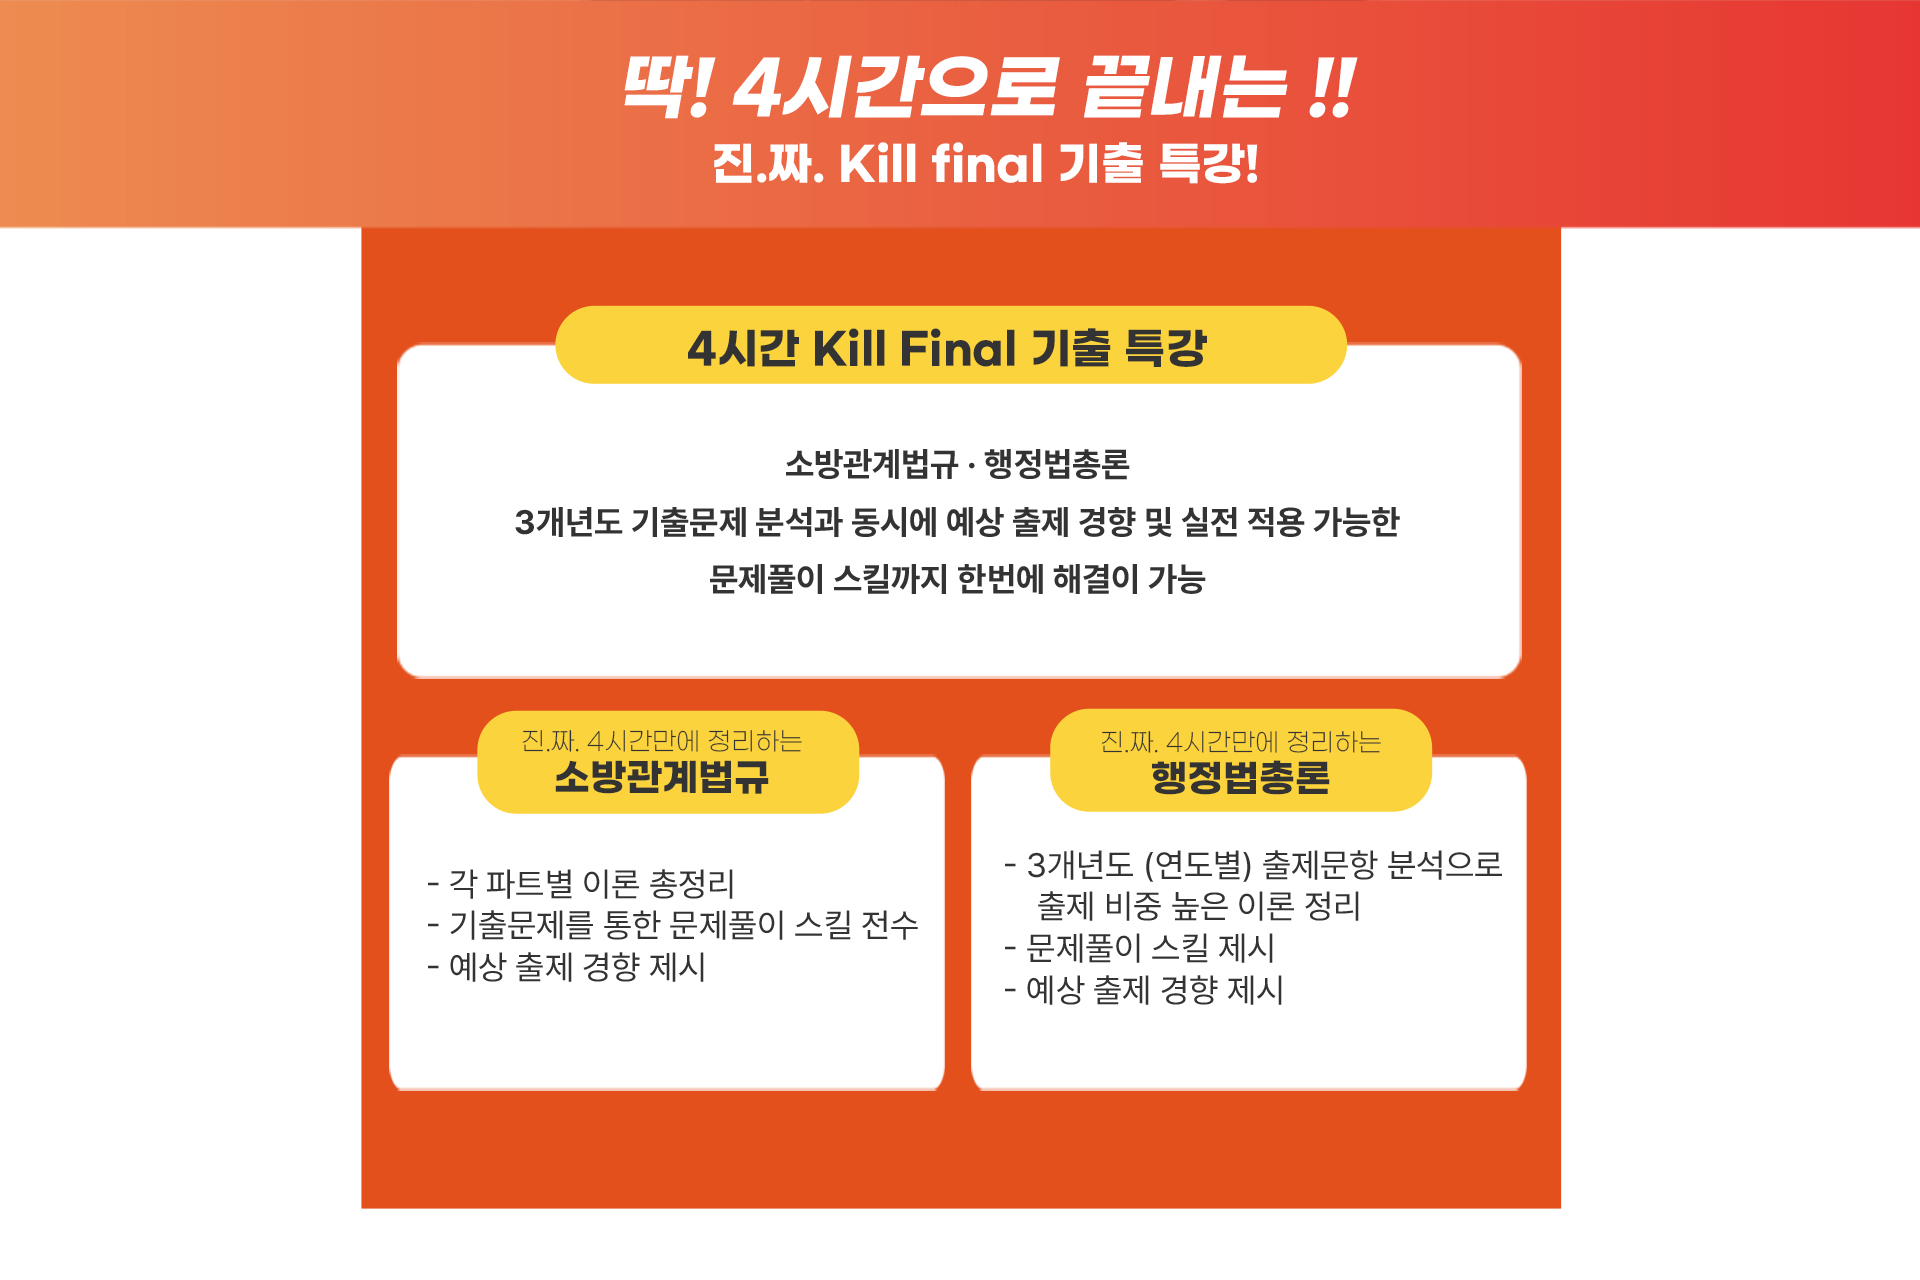 딱! 4시간으로 끝내는 !!
진.짜. Kill final 기출 특강!
4시간 Kill Final 기출 특강
소방관계법규 · 행정법총론
3개년도 기출문제 분석과 동시에 예상 출제 경향 및 실전 적용 가능한
문제풀이 스킬까지 한번에 해결이 가능
진.짜. 4시간만에 정리하는
소방관계법규
- 각 파트별 이론 총정리
- 기출문제를 통한 문제풀이 스킬 전수
- 예상 출제 경향 제시
진.짜. 4시간만에 정리하는
행정법총론
- 3개년도 (연도별) 출제문항 분석으로
출제 비중 높은 이론 정리
- 문제풀이 스킬 제시
- 예상 출제 경향 제시